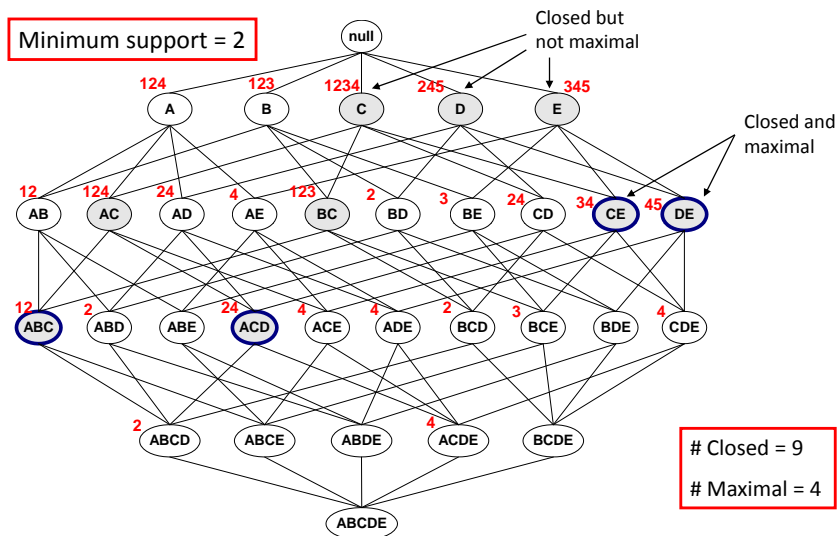 Minimum support = 2
null
Closed but
not maximal
124
123
1234
245
345
A
B
C
D
E
Closed and
maximal
12
124
24
4
123
2
3
24
34
45
AB
AC
AD
AE
BC
BD
BE
CD
CE
DE
12
2
24
4
4
2
3
4
ABC
ABD
ABE
ACD
ACE
ADE
BCD
BCE
BDE
CDE
2
4
ABCD
ABCE
ABDE
ACDE
BCDE
# Closed = 9
# Maximal = 4
ABCDE